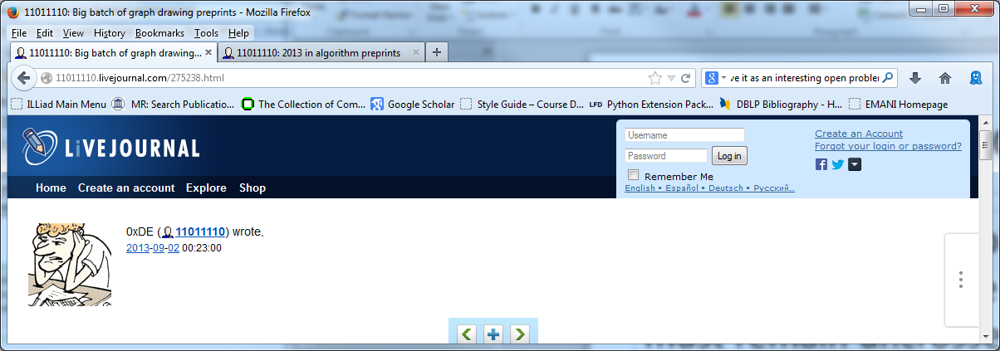 11011110: Big batch of graph drawing preprints - Mozilla Firefox
File Edit View History Bookmarks Tools Help
11011110: Big batch of graph drawing... 11011110: 2013 in algorithm preprints
11011110.livejournal.com/275238.html ve it as an interesting open problem
ILLiad Main Menu MR: Search Publicatio... The Collection of Com... Google Scholar Style Guide – Course D... LFD Python Extension Pack... DBLP Bibliography - H... EMANI Homepage
LiVEJOURNAL
Username
Password Log in
Remember Me
English • Español • Deutsch • Русский...
Create an Account
Forgot your login or password?
Home Create an account Explore Shop
0xDE (11011110) wrote,
2013-09-02 00:23:00